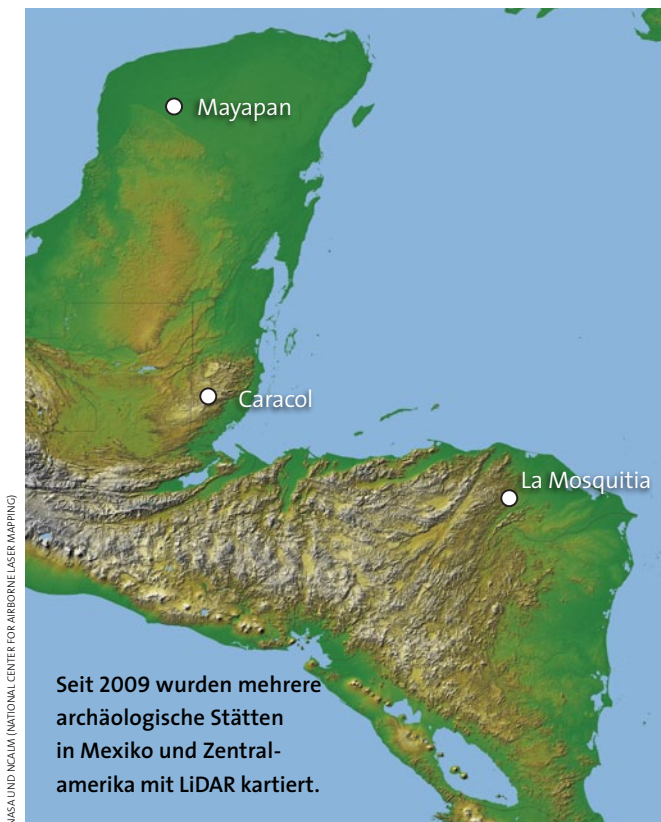 Mayapan
Caracol
La Mosquitia
Seit 2009 wurden mehrere
archäologische Stätten
in Mexiko und Zentral-
amerika mit LiDAR kartiert.
NASA UND NCALM (NATIONAL CENTER FOR AIRBORNE LASER MAPPING)